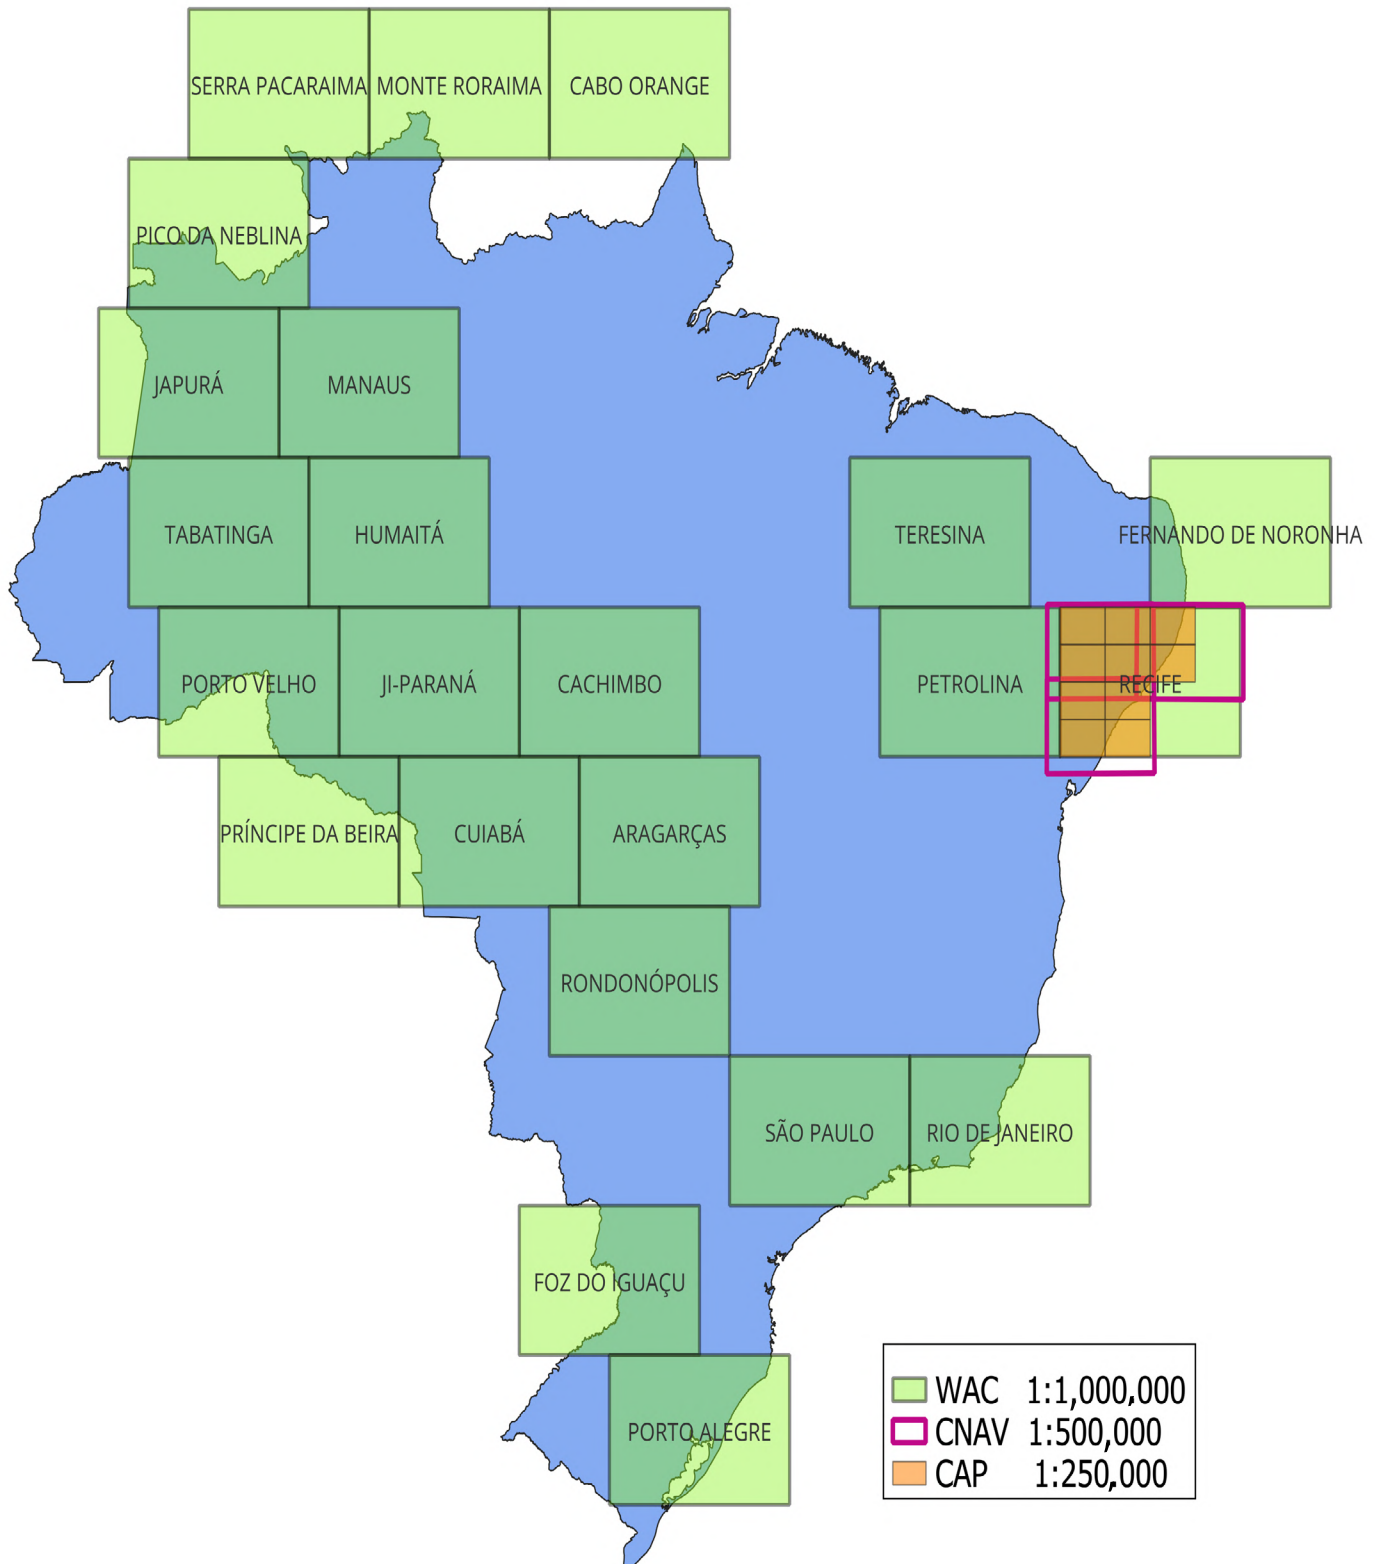 SERRA PACARAIMA MONTE RORAIMA CABO ORANGE
PICO DA NEBLINA
JAPURÁ MANAUS
TABATINGA HUMAITÁ TERESINA FERNANDO DE NORONHA
PORTO VELHO JI-PARANÁ CACHIMBO PETROLINA RECIFE
PRÍNCIPE DA BEIRA CUIABÁ ARAGARÇAS
RONDONÓPOLIS
SÃO PAULO RIO DE JANEIRO
FOZ DO IGUAÇU
PORTO ALEGRE
WAC 1:1,000,000
CNAV 1:500,000
CAP 1:250,000